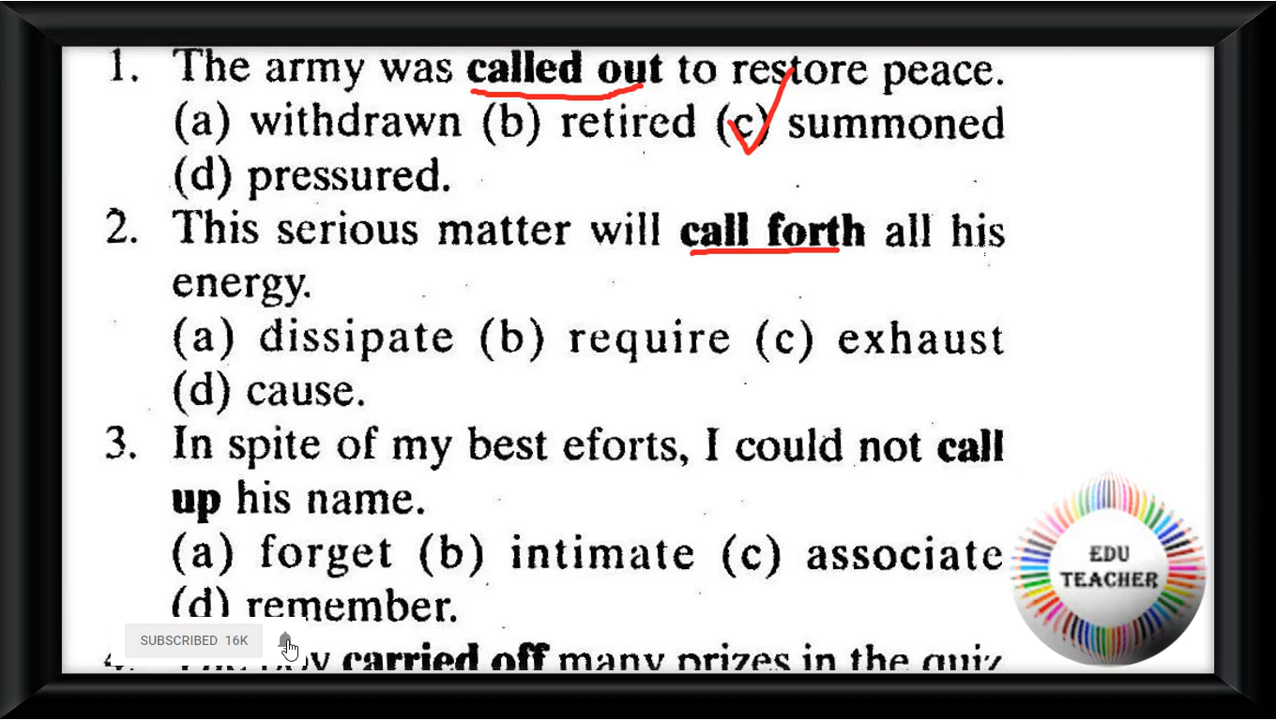 1. The army was called out to restore peace.
(a) withdrawn (b) retired (c) summoned
(d) pressured.
2. This serious matter will call forth all his
energy.
(a) dissipate (b) require (c) exhaust
(d) cause.
3. In spite of my best eforts, I could not call
up his name.
(a) forget (b) intimate (c) associate
(d) remember.
SUBSCRIBED 16K
4. carried off many prizes in the quiz
EDU
TEACHER